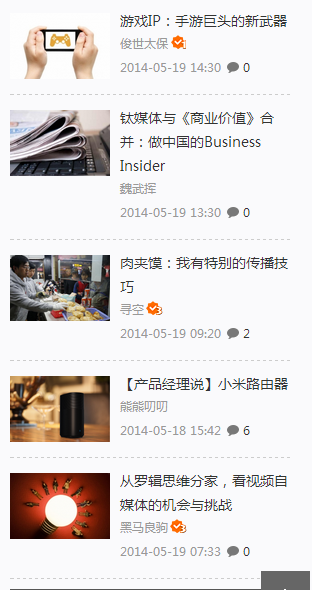 游戏IP：手游巨头的新武器
俊世太保
2014-05-19 14:30 0
钛媒体与《商业价值》合
并：做中国的Business
Insider
魏武挥
2014-05-19 13:30 0
肉夹馍：我有特别的传播技
巧
寻空 3
2014-05-19 09:20 2
【产品经理说】小米路由器
熊熊叨叨
2014-05-18 15:42 6
从罗辑思维分家，看视频自
媒体的机会与挑战
黑马良驹 3
2014-05-19 07:33 0